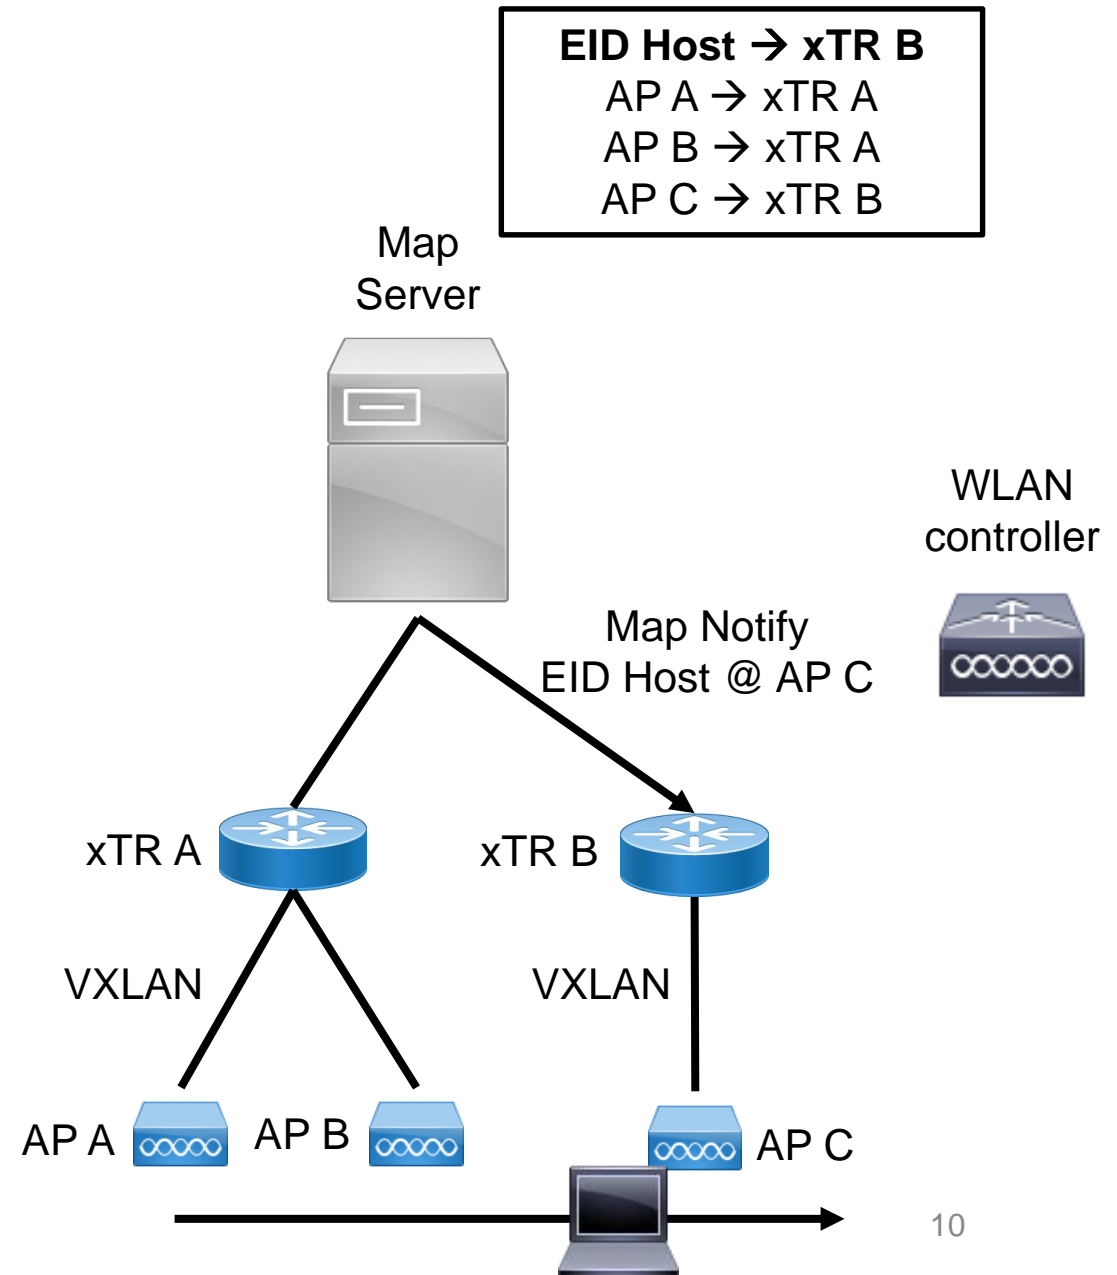 EID Host → xTR B
AP A → xTR A
AP B → xTR A
AP C → xTR B
Map
Server
WLAN
controller
Map Notify
EID Host @ AP C
xTR A
xTR B
VXLAN
VXLAN
AP A
AP B
AP C
10